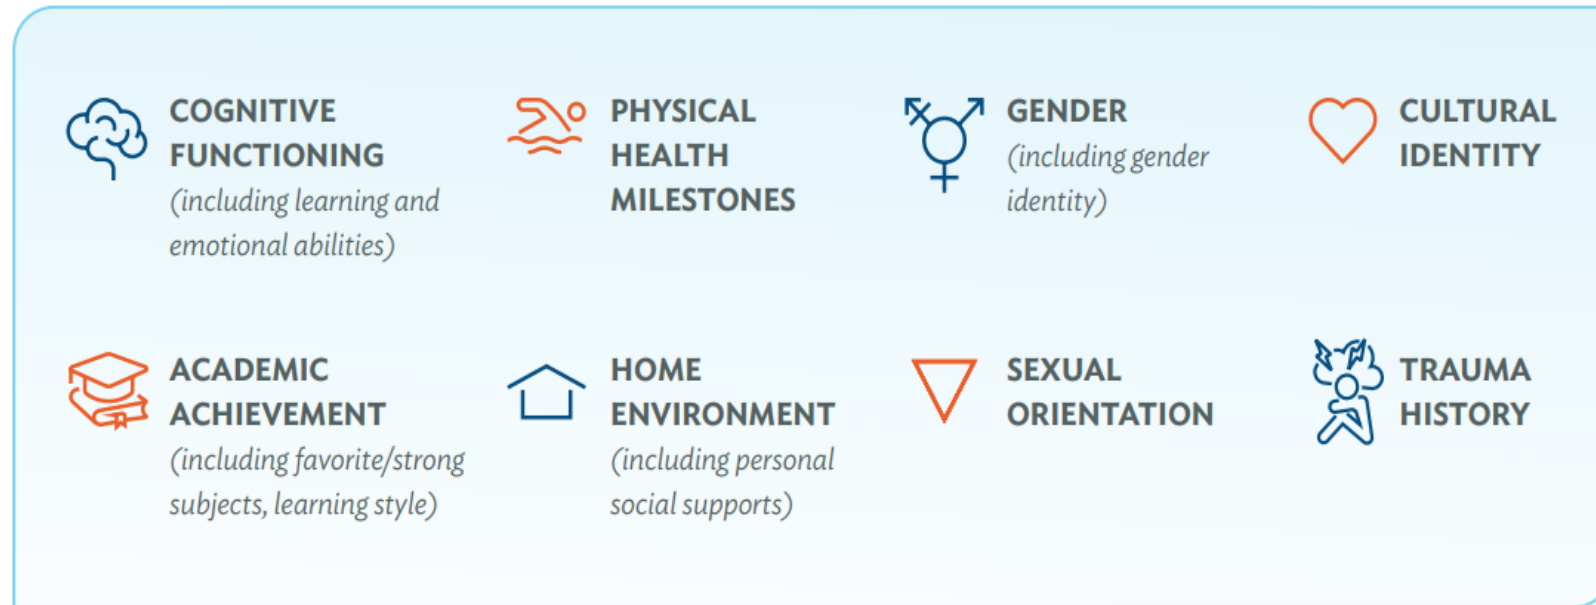 COGNITIVE
FUNCTIONING
(including learning and
emotional abilities)
PHYSICAL
HEALTH
MILESTONES
GENDER
(including gender
identity)
CULTURAL
IDENTITY
ACADEMIC
ACHIEVEMENT
(including favorite/strong
subjects, learning style)
HOME
ENVIRONMENT
(including personal
social supports)
SEXUAL
ORIENTATION
TRAUMA
HISTORY